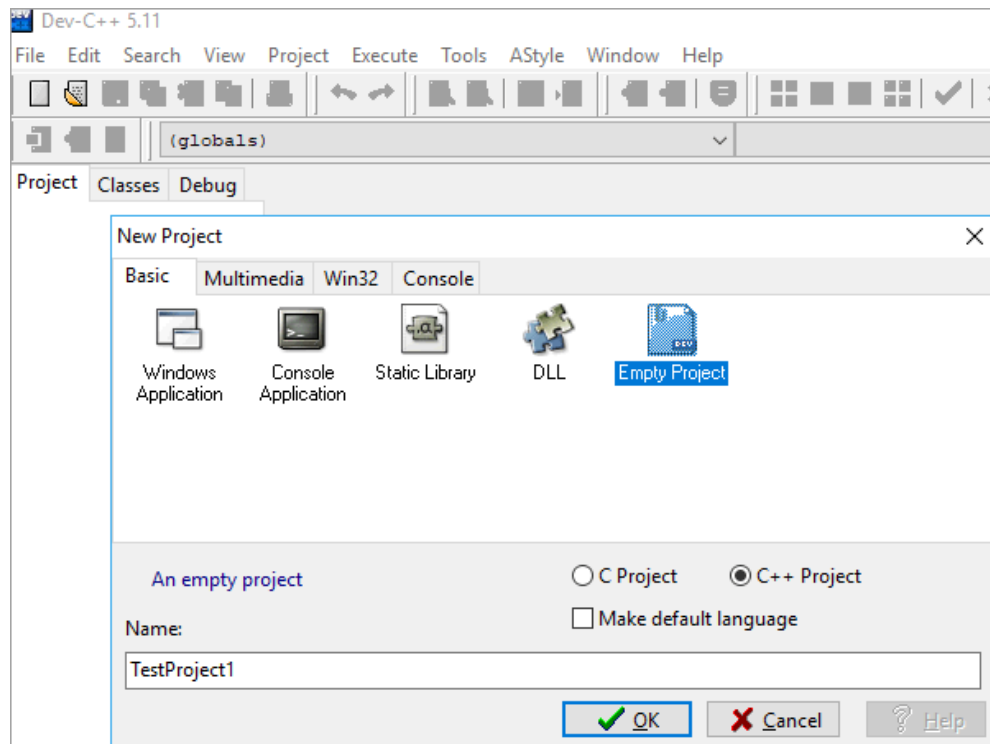 Dev-C++ 5.11
File Edit Search View Project Execute Tools AStyle Window Help
(globals)
Project Classes Debug
New Project
Basic Multimedia Win32 Console
Windows Application
Console Application
Static Library
DLL
Empty Project
An empty project
C Project C++ Project
Make default language
Name:
TestProject1
OK Cancel Help